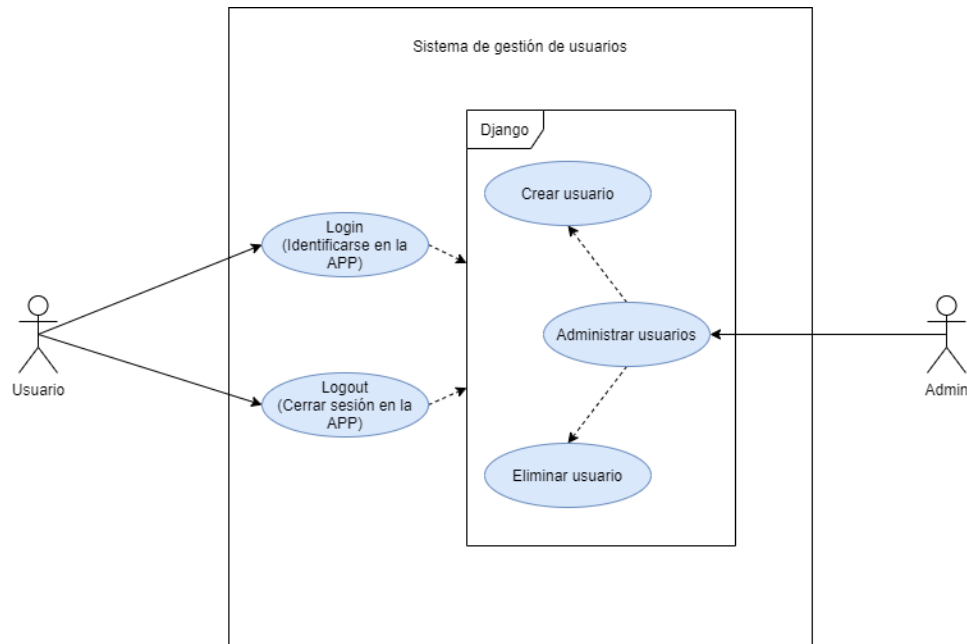 Sistema de gestión de usuarios
Django
Crear usuario
Login
(Identificarse en la
APP)
Administrar usuarios
Usuario
Logout
(Cerrar sesión en la
APP)
Admin
Eliminar usuario